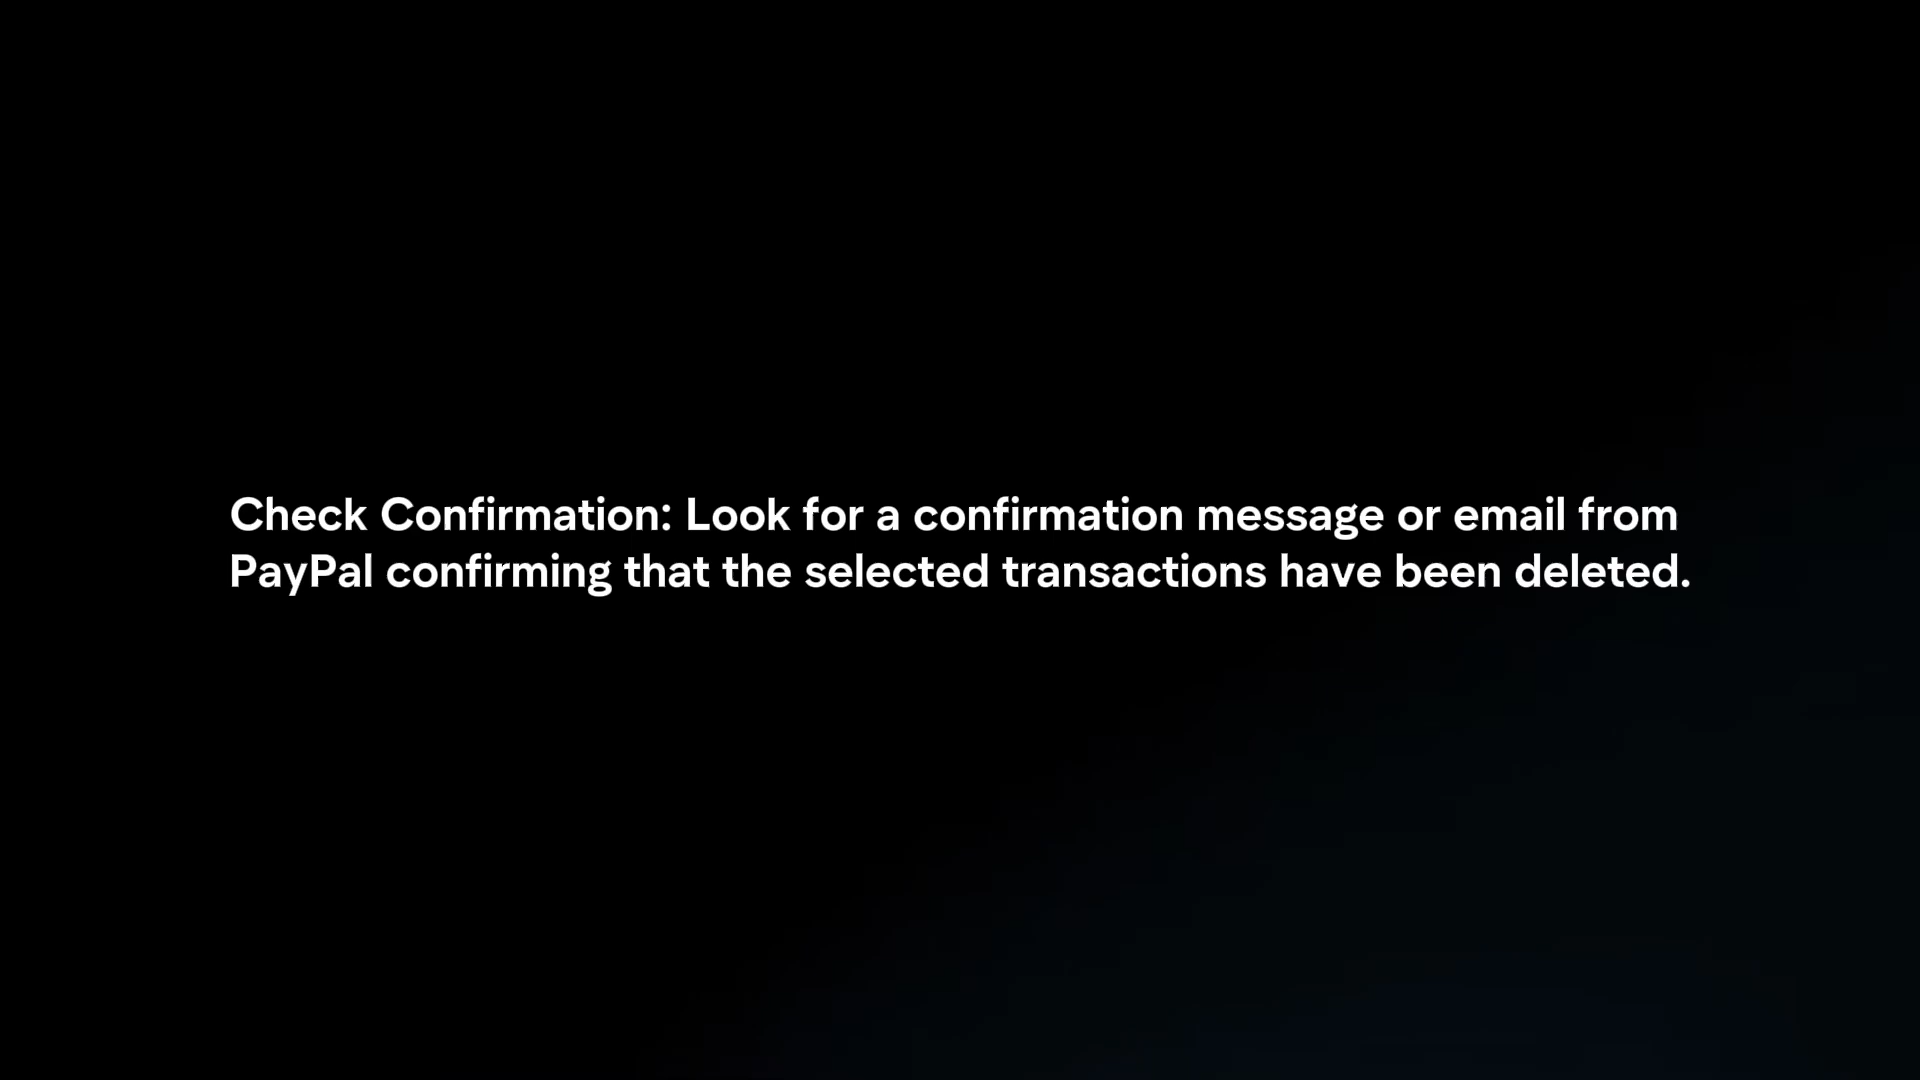 Check Confirmation: Look for a confirmation message or email from
PayPal confirming that the selected transactions have been deleted.